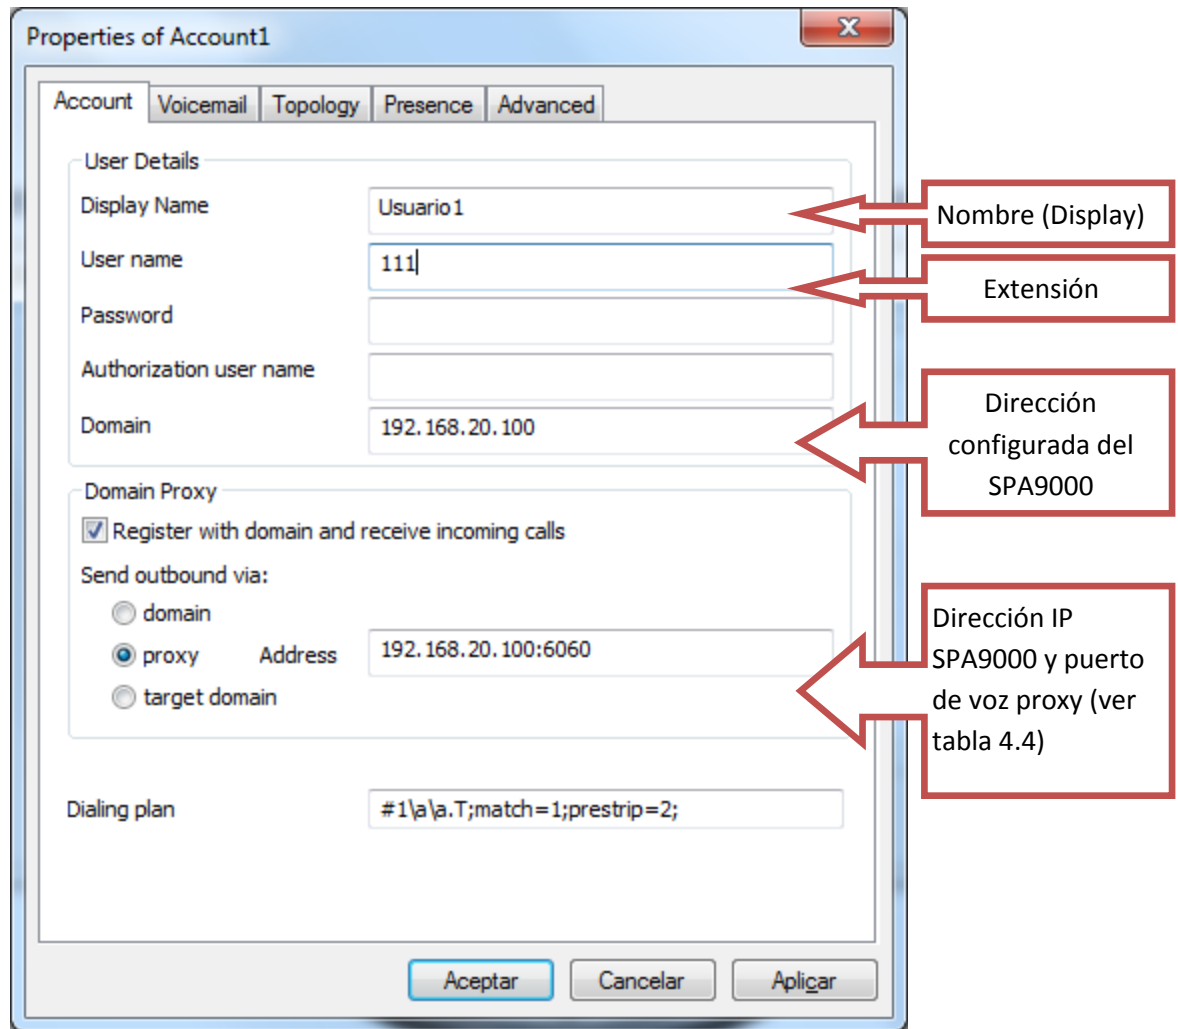 Properties of Account1
Account Voicemail Topology Presence Advanced
User Details
Display Name Usuario1
Nombre (Display)
User name 111
Extensión
Password
Authorization user name
Domain 192.168.20.100
Dirección
configurada del
SPA9000
Domain Proxy
Register with domain and receive incoming calls
Send outbound via:
domain
proxy Address 192.168.20.100:6060
target domain
Dirección IP
SPA9000 y puerto
de voz proxy (ver
tabla 4.4)
Dialing plan #1\a\a.T;match=1;prestrip=2;
Aceptar Cancelar Aplicar